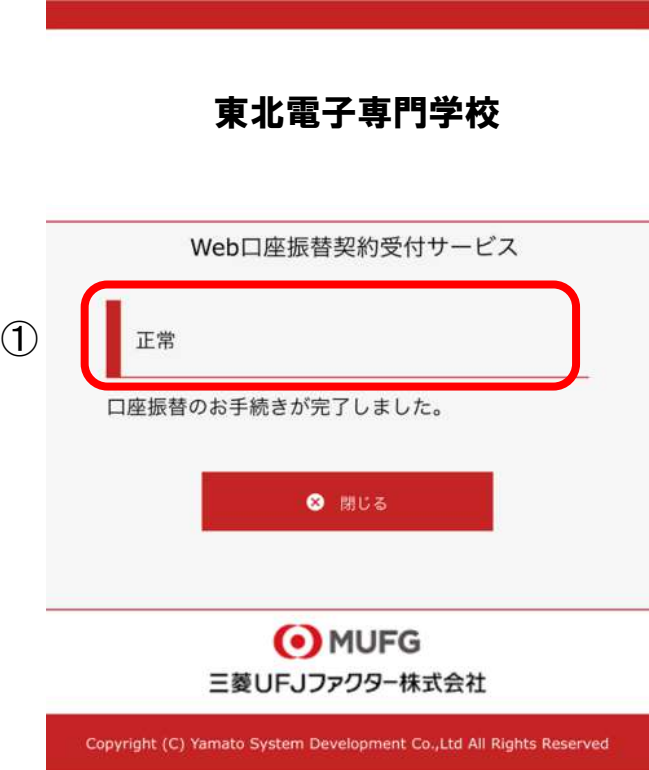 東北電子専門学校
Web口座振替契約受付サービス
①
正常
口座振替のお手続きが完了しました。
閉じる
MUFG
三菱UFJファクター株式会社
Copyright (C) Yamato System Development Co.,Ltd All Rights Reserved